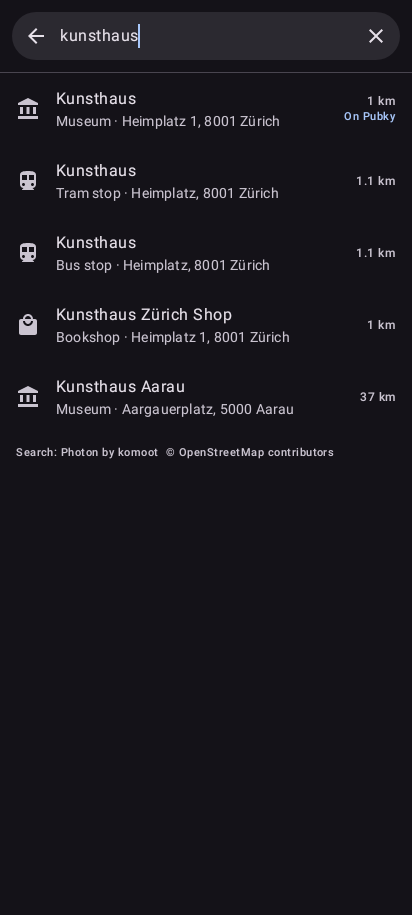 kunsthaus
Kunsthaus
1 km
Museum · Heimplatz 1, 8001 Zürich
On Pubky
Kunsthaus
Tram stop · Heimplatz, 8001 Zürich
1.1 km
Kunsthaus
Bus stop · Heimplatz, 8001 Zürich
1.1 km
Kunsthaus Zürich Shop
Bookshop · Heimplatz 1, 8001 Zürich
1 km
Kunsthaus Aarau
Museum · Aargauerplatz, 5000 Aarau
37 km
Search: Photon by komoot © OpenStreetMap contributors